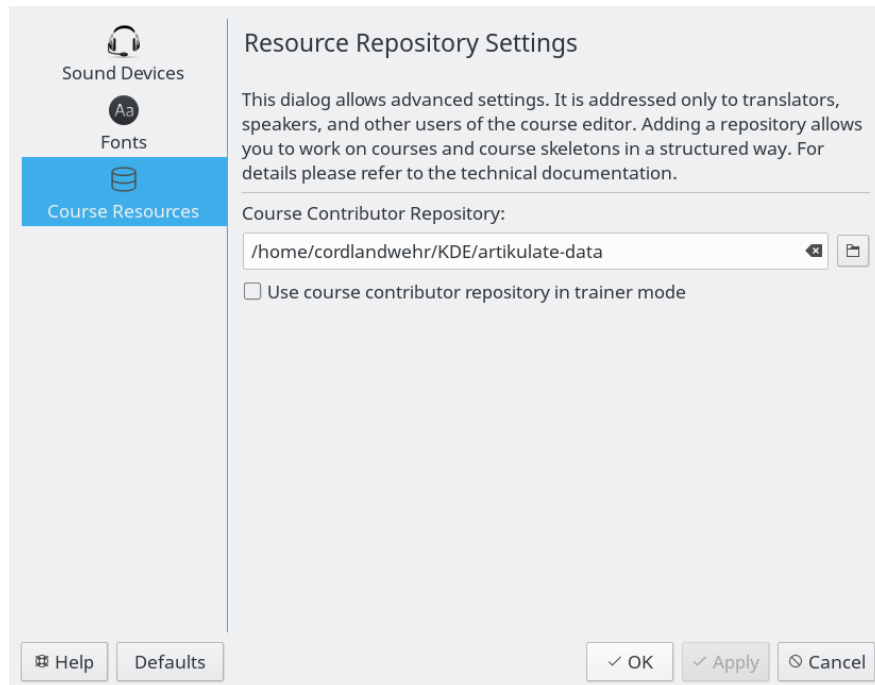 Sound Devices
Aa
Fonts
Course Resources
Resource Repository Settings
This dialog allows advanced settings. It is addressed only to translators,
speakers, and other users of the course editor. Adding a repository allows
you to work on courses and course skeletons in a structured way. For
details please refer to the technical documentation.
Course Contributor Repository:
/home/cordlandwehr/KDE/artikulate-data
Use course contributor repository in trainer mode
Help Defaults OK Apply Cancel